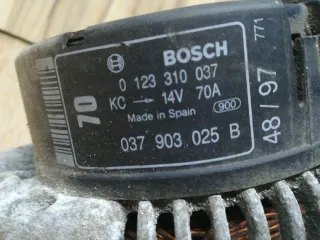 BOSCH
0 123 310 037
KC → 14V 70A
Made in Spain 900
037 903 025 B
70
48/97
771